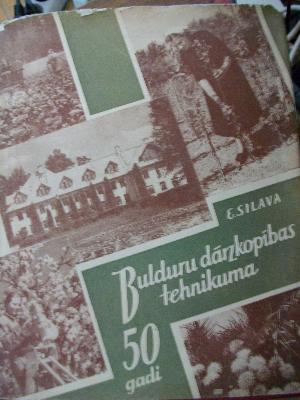 E. SILAVA
Bulduru dārzkopības
tehnikuma
50
gadi